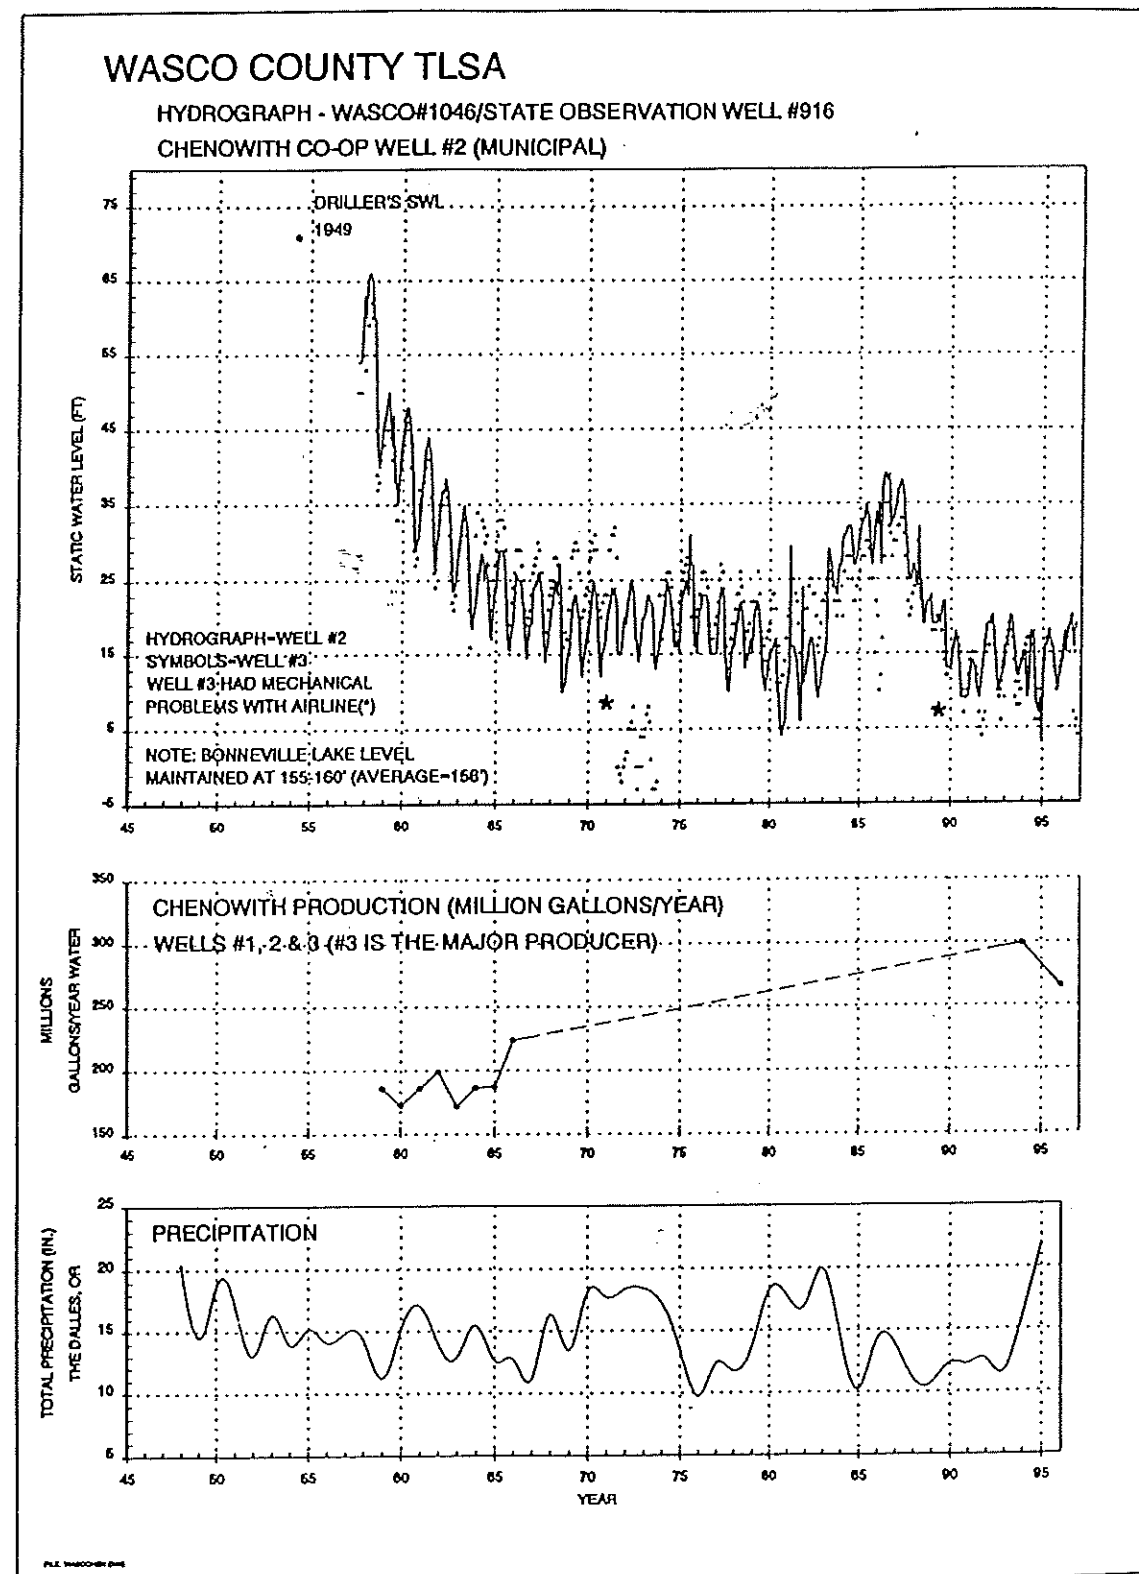 WASCO COUNTY TLSA
HYDROGRAPH - WASCO#1046/STATE OBSERVATION WELL #916
CHENOWITH CO-OP WELL #2 (MUNICIPAL)
STATIC WATER LEVEL (FT)
75
65
55
45
35
25
15
5
-5
DRILLER'S SWL
1949
HYDROGRAPH=WELL #2
SYMBOLS=WELL #3
WELL #3 HAD MECHANICAL
PROBLEMS WITH AIRLINE(*)
NOTE: BONNEVILLE LAKE LEVEL
MAINTAINED AT 155-160' (AVERAGE=158')
*
*
45 50 55 60 65 70 75 80 85 90 95
MILLIONS
GALLONS/YEAR WATER
350
300
250
200
150
CHENOWITH PRODUCTION (MILLION GALLONS/YEAR)
WELLS #1, 2 & 3 (#3 IS THE MAJOR PRODUCER)
45 50 55 60 65 70 75 80 85 90 95
TOTAL PRECIPITATION (IN.)
THE DALLES, OR
25
20
15
10
5
PRECIPITATION
45 50 55 60 65 70 75 80 85 90 95
YEAR